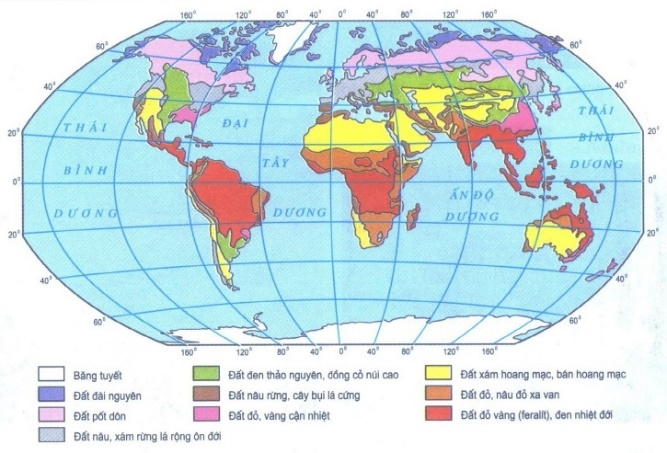 160° 120° 80° 40° 0° 40° 80° 120° 160°
60° 60°
40° 40°
20° 20°
0° 0°
20° 20°
40° 40°
60° 60°
THÁI
BÌNH
DƯƠNG
ĐẠI
TÂY
DƯƠNG
ẤN ĐỘ
DƯƠNG
THÁI
BÌNH
DƯƠNG
160° 120° 80° 40° 0° 40° 80° 120° 160°
Băng tuyết
Đất đài nguyên
Đất pốt dôn
Đất nâu, xám rừng lá rộng ôn đới
Đất đen thảo nguyên, đồng cỏ núi cao
Đất nâu rừng, cây bụi lá cứng
Đất đỏ, vàng cận nhiệt
Đất xám hoang mạc, bán hoang mạc
Đất đỏ, nâu đỏ xa van
Đất đỏ vàng (feralít), đen nhiệt đới